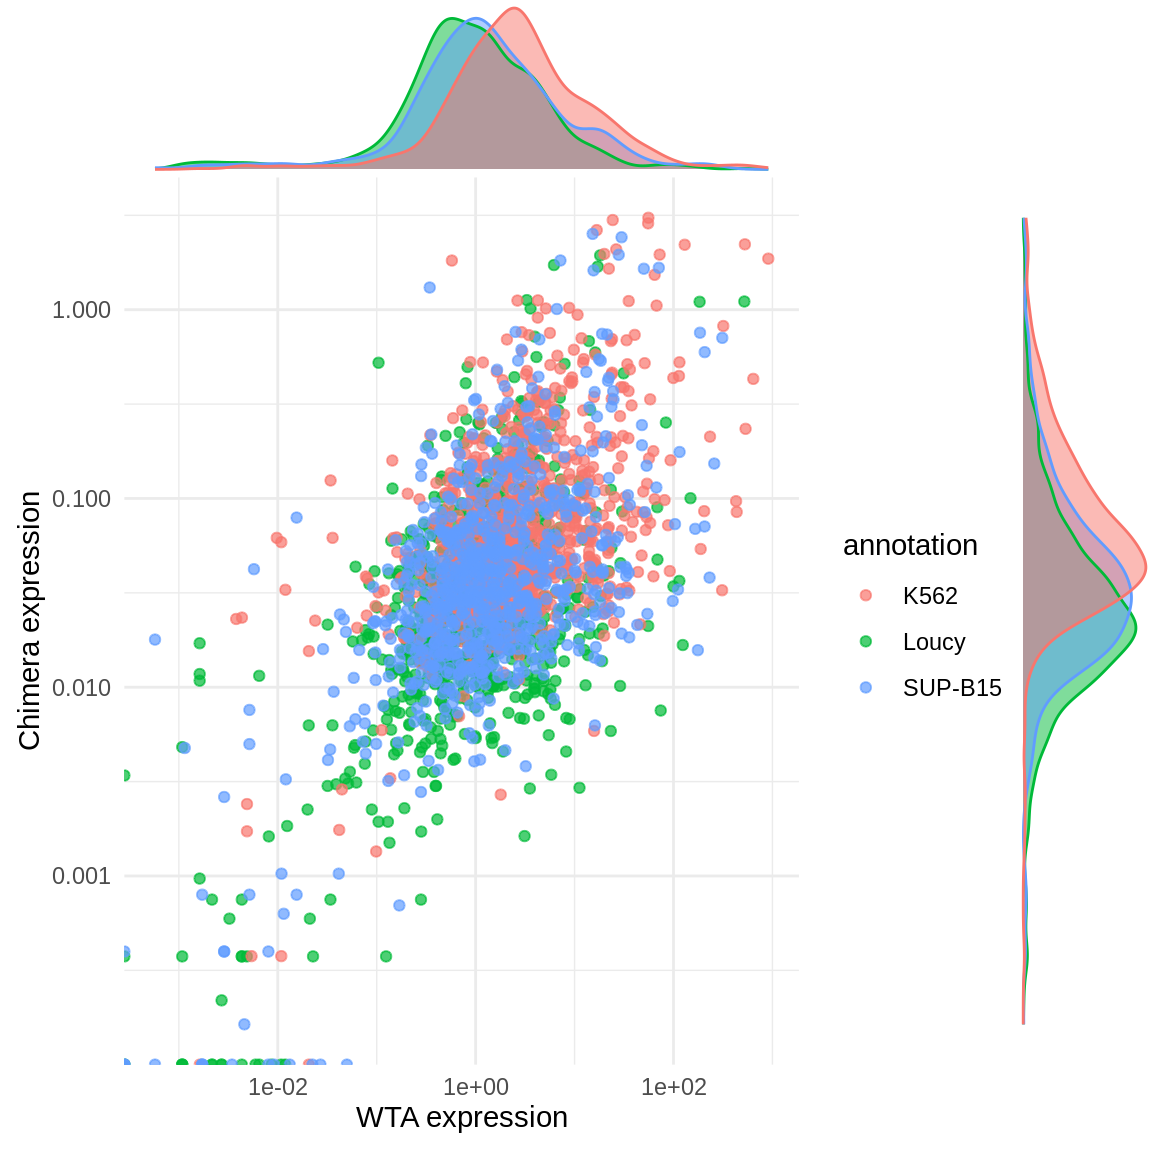 1.000
0.100
0.010
0.001
Chimera expression
1e-02
1e+00
1e+02
WTA expression
annotation
K562
Loucy
SUP-B15